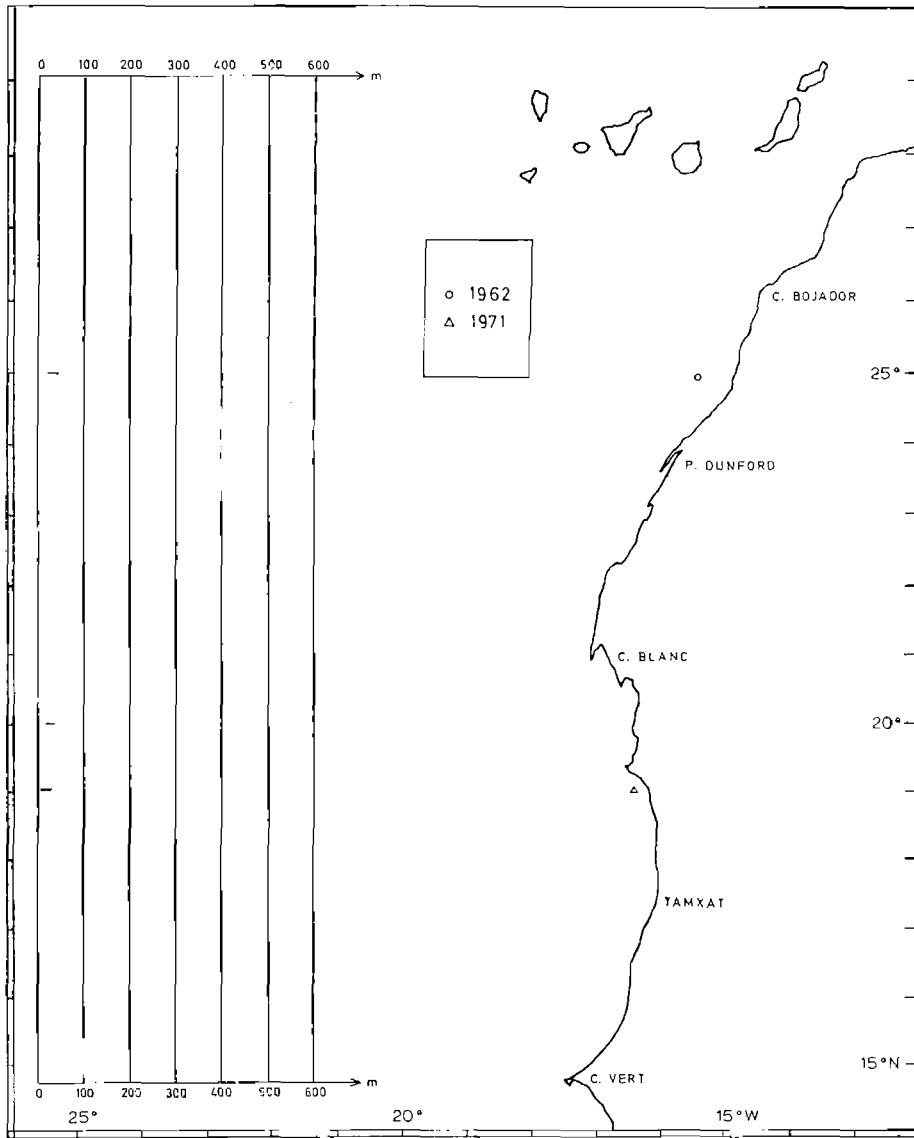 0 100 200 300 400 500 600 m
○ 1962
△ 1971
C. BOJADOR
25°
P. DUNFORD
C. BLANC
20°
TAMXAT
15°N
C. VERT
0 100 200 300 400 500 600 m
25° 20° 15°W